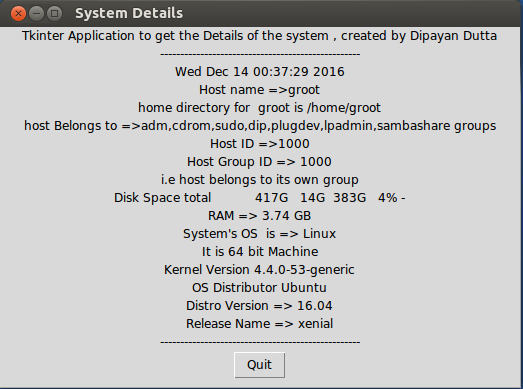 System Details
Tkinter Application to get the Details of the system , created by Dipayan Dutta
--------------------------------------------------
Wed Dec 14 00:37:29 2016
Host name =>groot
home directory for  groot is /home/groot
host Belongs to =>adm,cdrom,sudo,dip,plugdev,lpadmin,sambashare groups
Host ID =>1000
Host Group ID => 1000
i.e host belongs to its own group
Disk Space total           417G   14G  383G   4% -
RAM => 3.74 GB
System's OS  is => Linux
It is 64 bit Machine
Kernel Version 4.4.0-53-generic
OS Distributor Ubuntu
Distro Version => 16.04
Release Name => xenial
--------------------------------------------------
Quit